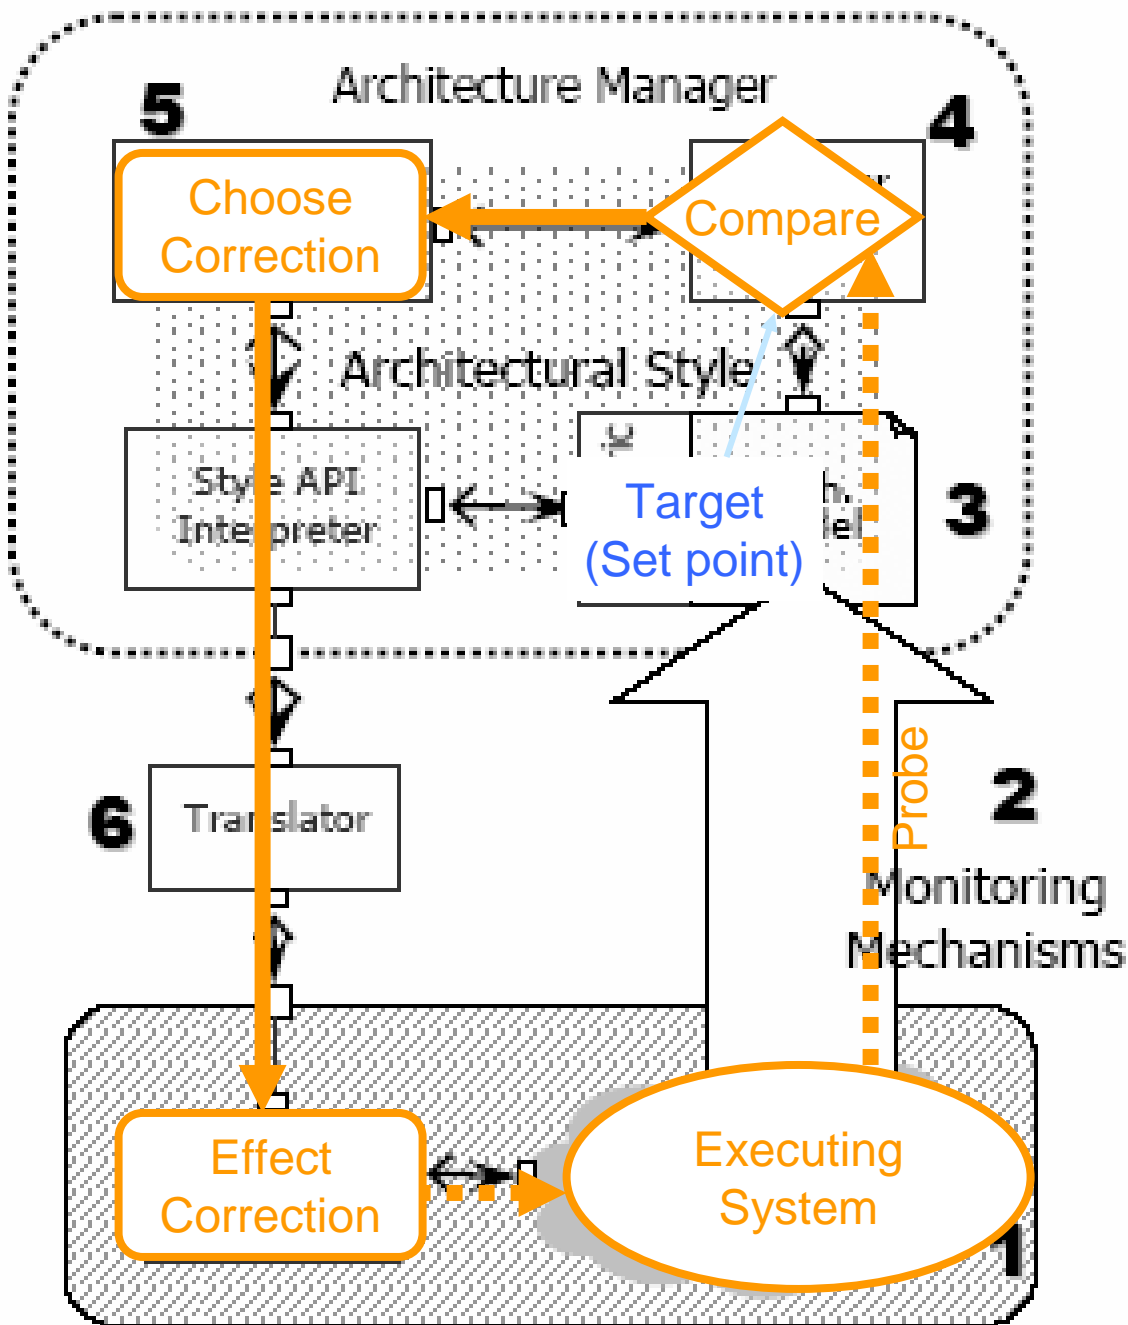 Architecture Manager
5
4
Choose
Correction
Compare
Architectural Style
Style API
Interpreter
Target
(Set point)
3
Probe
2
Translator
6
Monitoring
Mechanisms
Effect
Correction
Executing
System
1